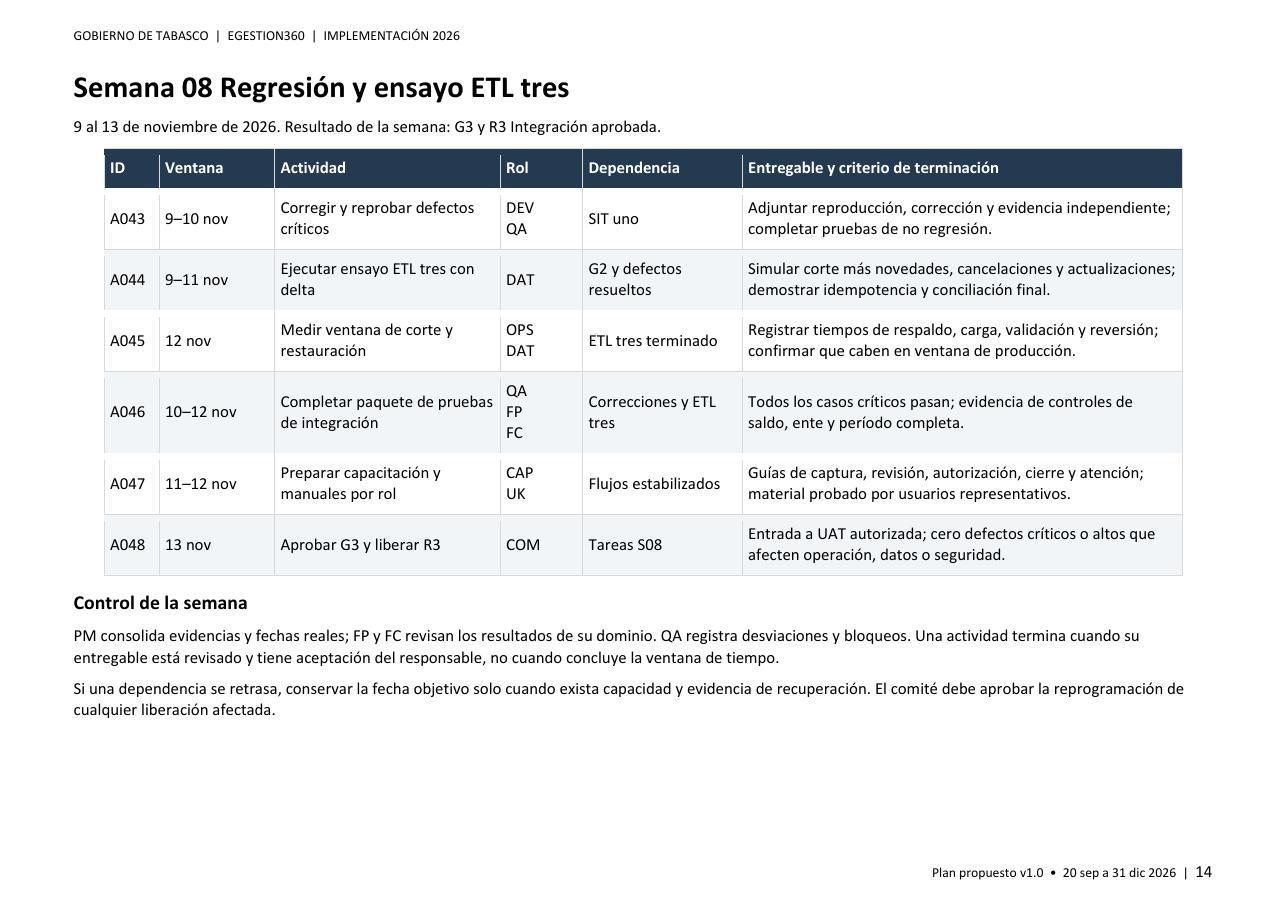 GOBIERNO DE TABASCO | EGESTION360 | IMPLEMENTACIÓN 2026
Semana 08 Regresión y ensayo ETL tres
9 al 13 de noviembre de 2026. Resultado de la semana: G3 y R3 Integración aprobada.
ID Ventana Actividad Rol Dependencia Entregable y criterio de terminación
A043 9–10 nov Corregir y reprobar defectos críticos DEV QA SIT uno Adjuntar reproducción, corrección y evidencia independiente; completar pruebas de no regresión.
A044 9–11 nov Ejecutar ensayo ETL tres con delta DAT G2 y defectos resueltos Simular corte más novedades, cancelaciones y actualizaciones; demostrar idempotencia y conciliación final.
A045 12 nov Medir ventana de corte y restauración OPS DAT ETL tres terminado Registrar tiempos de respaldo, carga, validación y reversión; confirmar que caben en ventana de producción.
A046 10–12 nov Completar paquete de pruebas de integración QA FP FC Correcciones y ETL tres Todos los casos críticos pasan; evidencia de controles de saldo, ente y período completa.
A047 11–12 nov Preparar capacitación y manuales por rol CAP UK Flujos estabilizados Guías de captura, revisión, autorización, cierre y atención; material probado por usuarios representativos.
A048 13 nov Aprobar G3 y liberar R3 COM Tareas S08 Entrada a UAT autorizada; cero defectos críticos o altos que afecten operación, datos o seguridad.
Control de la semana
PM consolida evidencias y fechas reales; FP y FC revisan los resultados de su dominio. QA registra desviaciones y bloqueos. Una actividad termina cuando su
entregable está revisado y tiene aceptación del responsable, no cuando concluye la ventana de tiempo.
Si una dependencia se retrasa, conservar la fecha objetivo solo cuando exista capacidad y evidencia de recuperación. El comité debe aprobar la reprogramación de
cualquier liberación afectada.
Plan propuesto v1.0 • 20 sep a 31 dic 2026 | 14